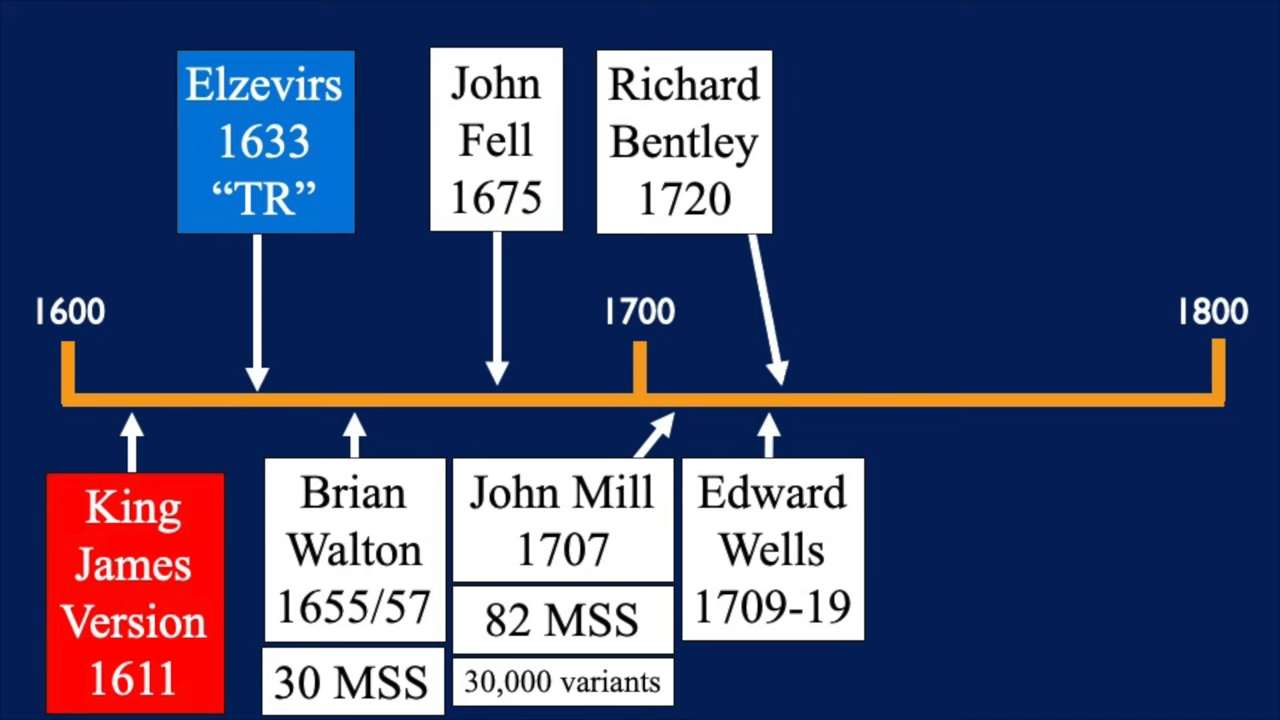 Elzevirs
1633
“TR”
John
Fell
1675
Richard
Bentley
1720
1600
1700
1800
King
James
Version
1611
Brian
Walton
1655/57
30 MSS
John Mill
1707
82 MSS
30,000 variants
Edward
Wells
1709-19